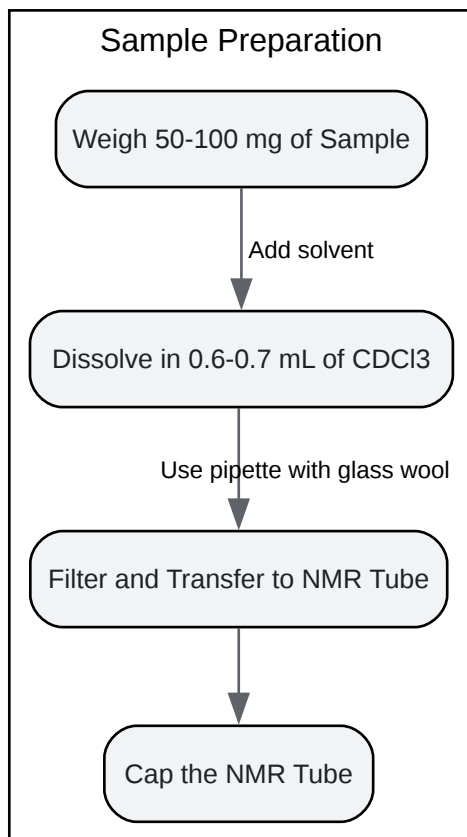 Sample Preparation
Weigh 50-100 mg of Sample
Add solvent
Dissolve in 0.6-0.7 mL of CDCl3
Use pipette with glass wool
Filter and Transfer to NMR Tube
Cap the NMR Tube